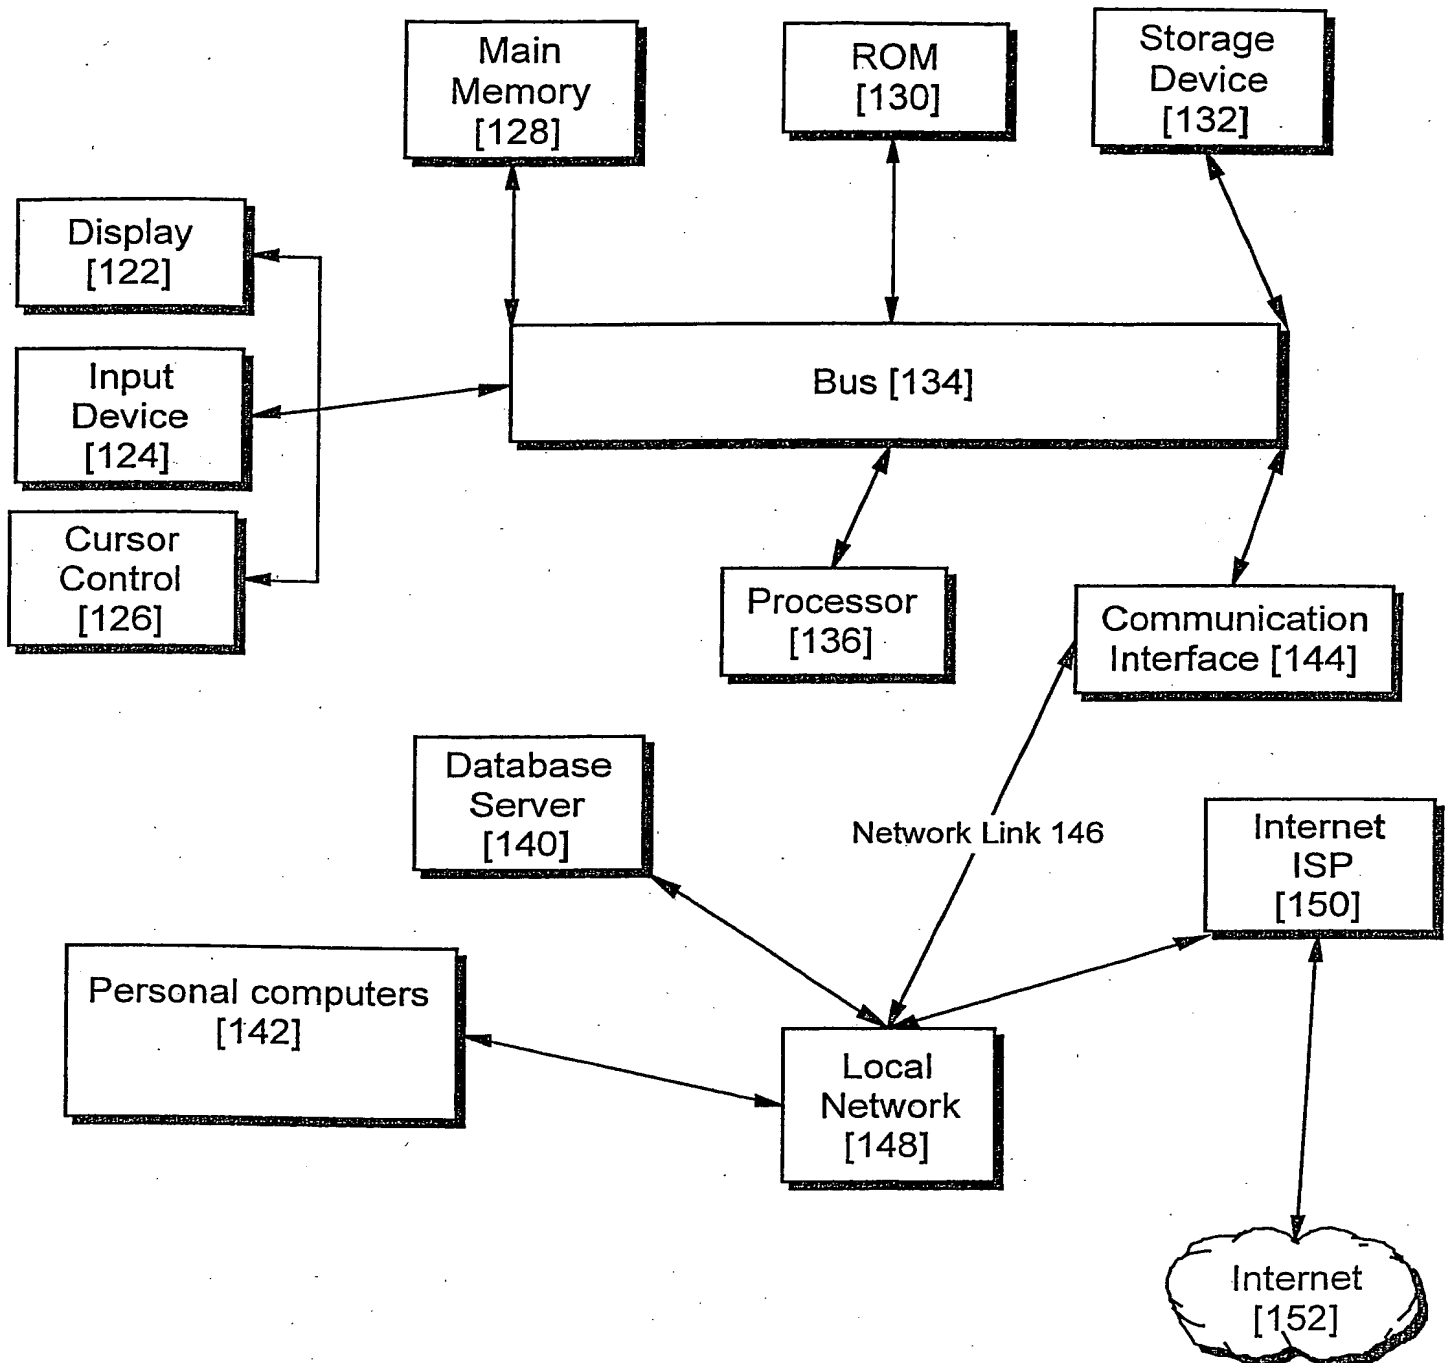 Main
Memory
[128]
ROM
[130]
Storage
Device
[132]
Display
[122]
Input
Device
[124]
Cursor
Control
[126]
Bus [134]
Processor
[136]
Communication
Interface [144]
Database
Server
[140]
Network Link 146
Internet
ISP
[150]
Personal computers
[142]
Local
Network
[148]
Internet
[152]